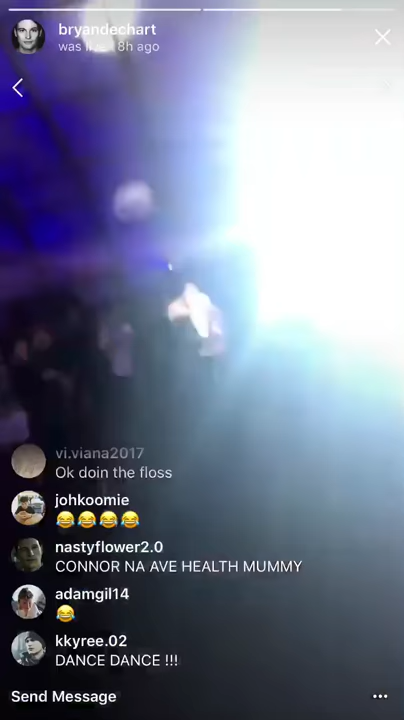 bryandechart
was live 18h ago
vi.viana2017
Ok doin the floss
johkoomie
😂😂😂😂
nastyflower2.0
CONNOR NA AVE HEALTH MUMMY
adamgil14
😂
kkyree.02
DANCE DANCE !!!
Send Message